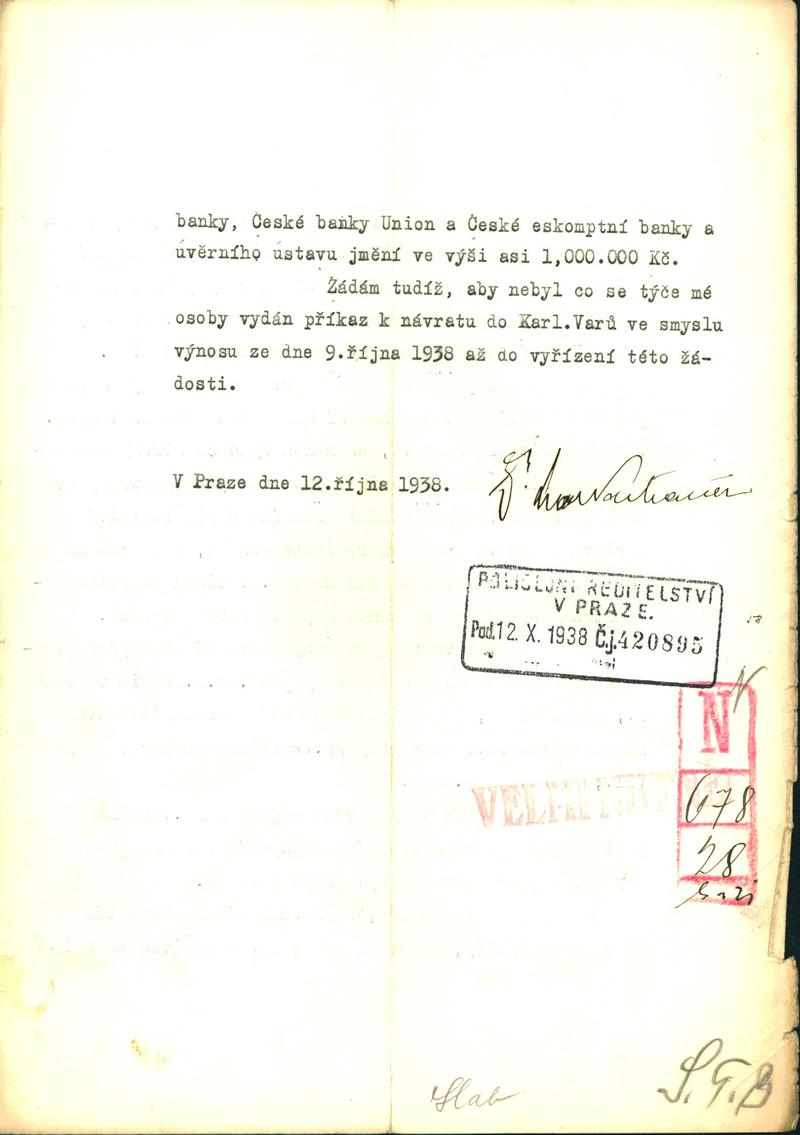 banky, České banky Union a České eskomptní banky a
úvěrního ústavu jmění ve výši asi 1,000.000 Kč.
Žádám tudíž, aby nebyl co se týče mé
osoby vydán příkaz k návratu do Karl.Varů ve smyslu
výnosu ze dne 9.října 1938 až do vyřízení této žá-
dosti.
V Praze dne 12.října 1938.
POLICEJNÍ ŘEDITELSTVÍ
V PRAZE.
Pod. 12. X. 1938 Č.j. 420895
N
N
VELMI NUTNÉ
678
28
Slab
S.T.B